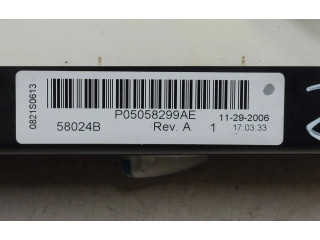 0821S0613
P05058299AE
11-29-2006
58024B
Rev. A
1
17.03.33